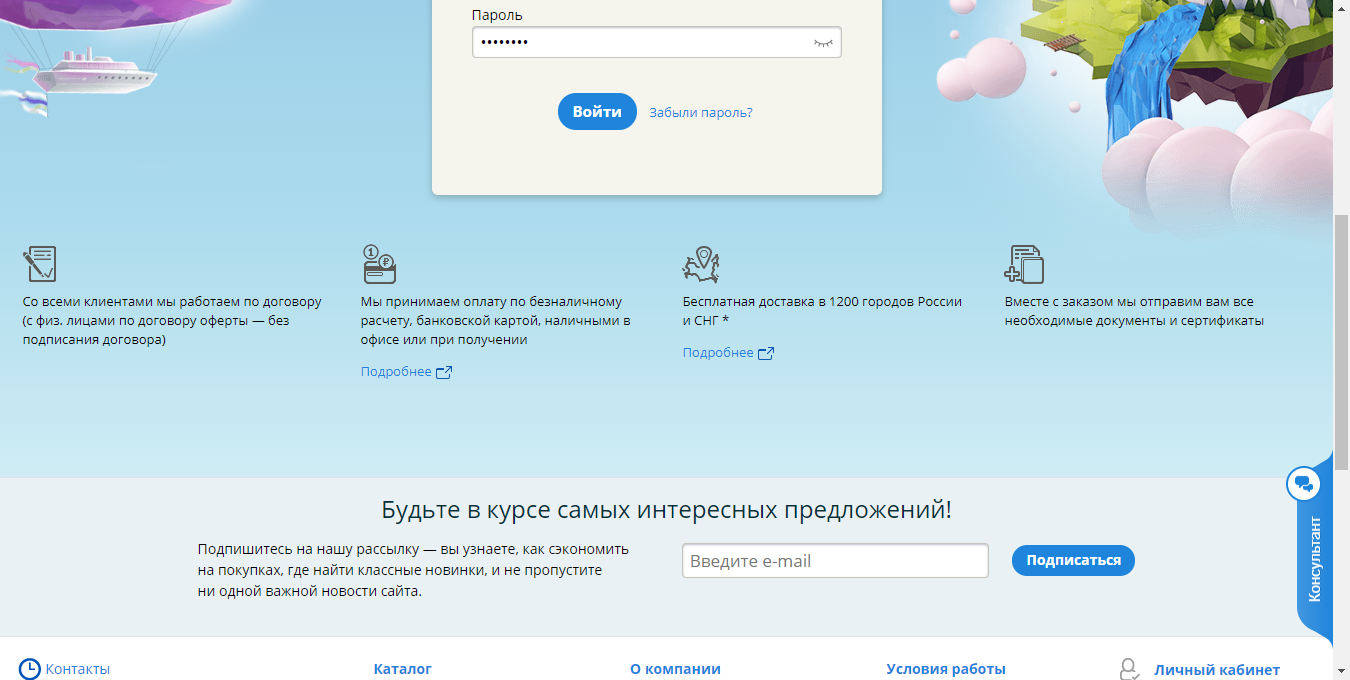 Пароль
••••••••
Войти
Забыли пароль?
Со всеми клиентами мы работаем по договору
(с физ. лицами по договору оферты — без
подписания договора)
Мы принимаем оплату по безналичному
расчету, банковской картой, наличными в
офисе или при получении
Подробнее
Бесплатная доставка в 1200 городов России
и СНГ *
Подробнее
Вместе с заказом мы отправим вам все
необходимые документы и сертификаты
Будьте в курсе самых интересных предложений!
Подпишитесь на нашу рассылку — вы узнаете, как сэкономить
на покупках, где найти классные новинки, и не пропустите
ни одной важной новости сайта.
Введите e-mail
Подписаться
Консультант
Контакты
Каталог
О компании
Условия работы
Личный кабинет